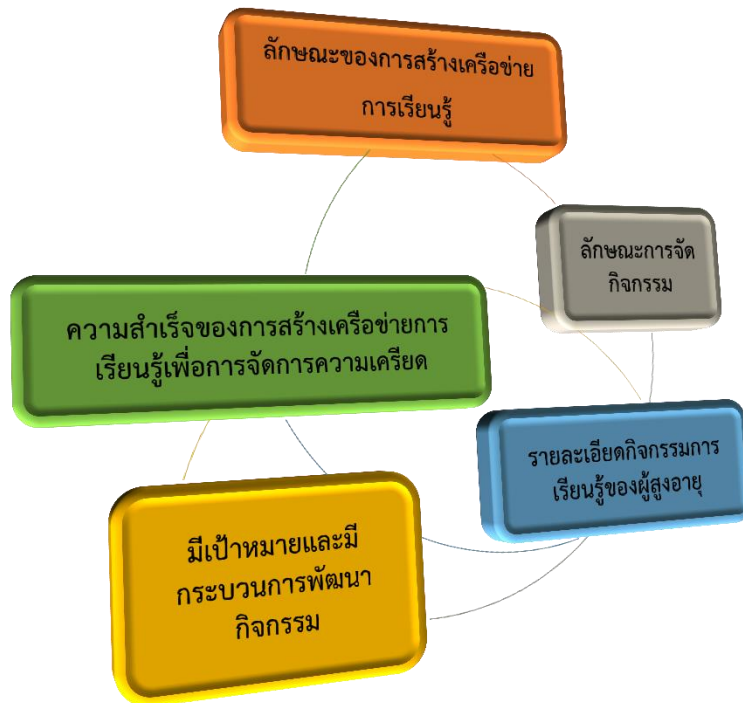 ลักษณะของการสร้างเครือข่าย
การเรียนรู้
ลักษณะการจัด
กิจกรรม
ความสำเร็จของการสร้างเครือข่ายการ
เรียนรู้เพื่อการจัดการความเครียด
รายละเอียดกิจกรรมการ
เรียนรู้ของผู้สูงอายุ
มีเป้าหมายและมี
กระบวนการพัฒนา
กิจกรรม